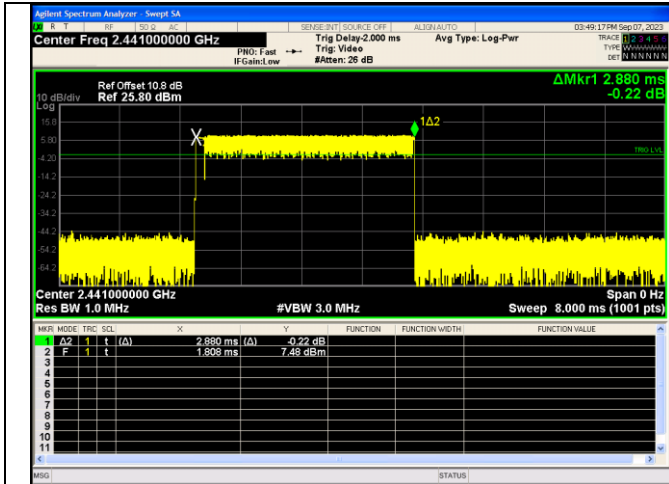 Agilent Spectrum Analyzer - Swept SA
R T RF 50 Ω AC SENSE:INT SOURCE OFF ALIGN AUTO 03:49:17 PM Sep 07, 2023
Center Freq 2.441000000 GHz
PNO: Fast
IFGain:Low
Trig Delay-2.000 ms
Trig: Video
#Atten: 26 dB
Avg Type: Log-Pwr
TRACE 1 2 3 4 5 6
TYPE
DET N N N N N N
Ref Offset 10.8 dB
10 dB/div Ref 25.80 dBm
Log
ΔMkr1 2.880 ms
-0.22 dB
15.8
1Δ2
5.80
-4.20
TRIG LVL
-14.2
-24.2
-34.2
-44.2
-54.2
-64.2
Center 2.441000000 GHz Span 0 Hz
Res BW 1.0 MHz #VBW 3.0 MHz Sweep 8.000 ms (1001 pts)
MKR MODE TRC SCL X Y FUNCTION FUNCTION WIDTH FUNCTION VALUE
1 Δ2 1 t (Δ) 2.880 ms (Δ) -0.22 dB
2 F 1 t 1.808 ms 7.48 dBm
3
4
5
6
7
8
9
10
11
MSG STATUS